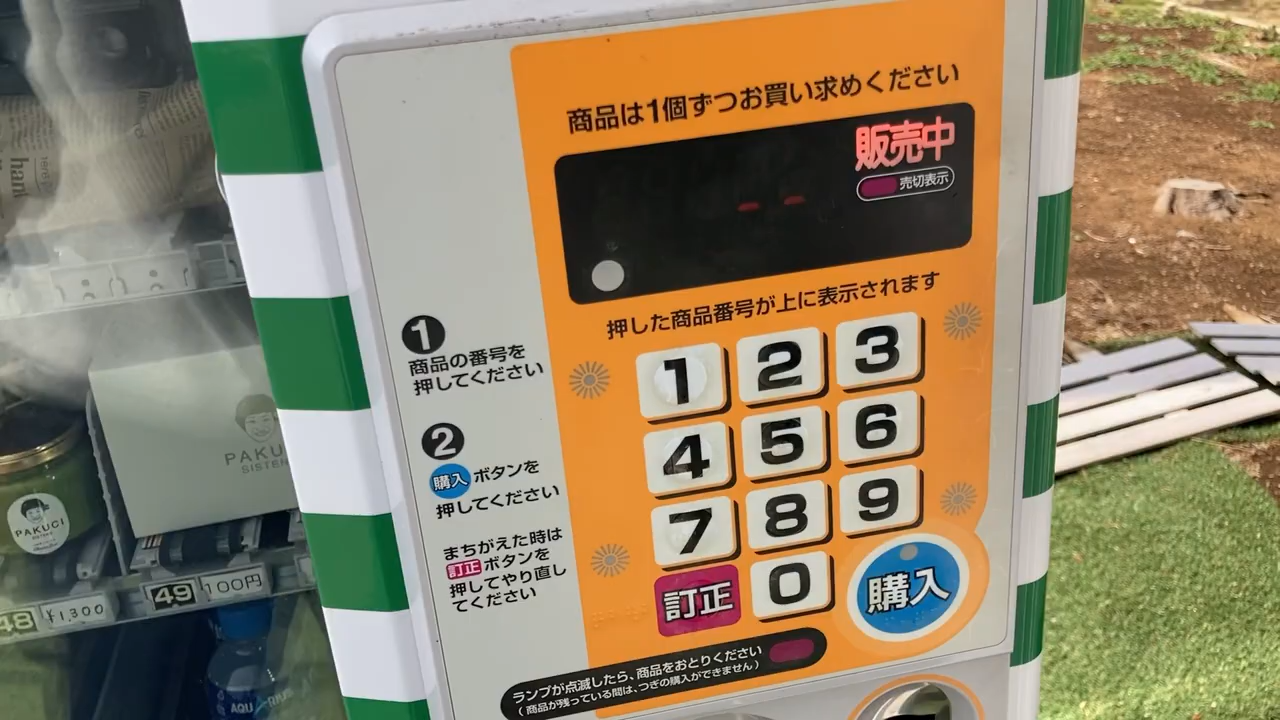 商品は1個ずつお買い求めください
販売中
売切表示
- -
押した商品番号が上に表示されます
1 2 3
4 5 6
7 8 9
訂正 0 購入
1
商品の番号を
押してください
2
購入 ボタンを
押してください
まちがえた時は
訂正 ボタンを
押してやり直し
てください
ランプが点滅したら、商品をおとりください
(商品が残っている間は、つぎの購入ができません)
PAKUCI
SISTEN
PAKUCI
48 ¥1,300
49 100円
AQU